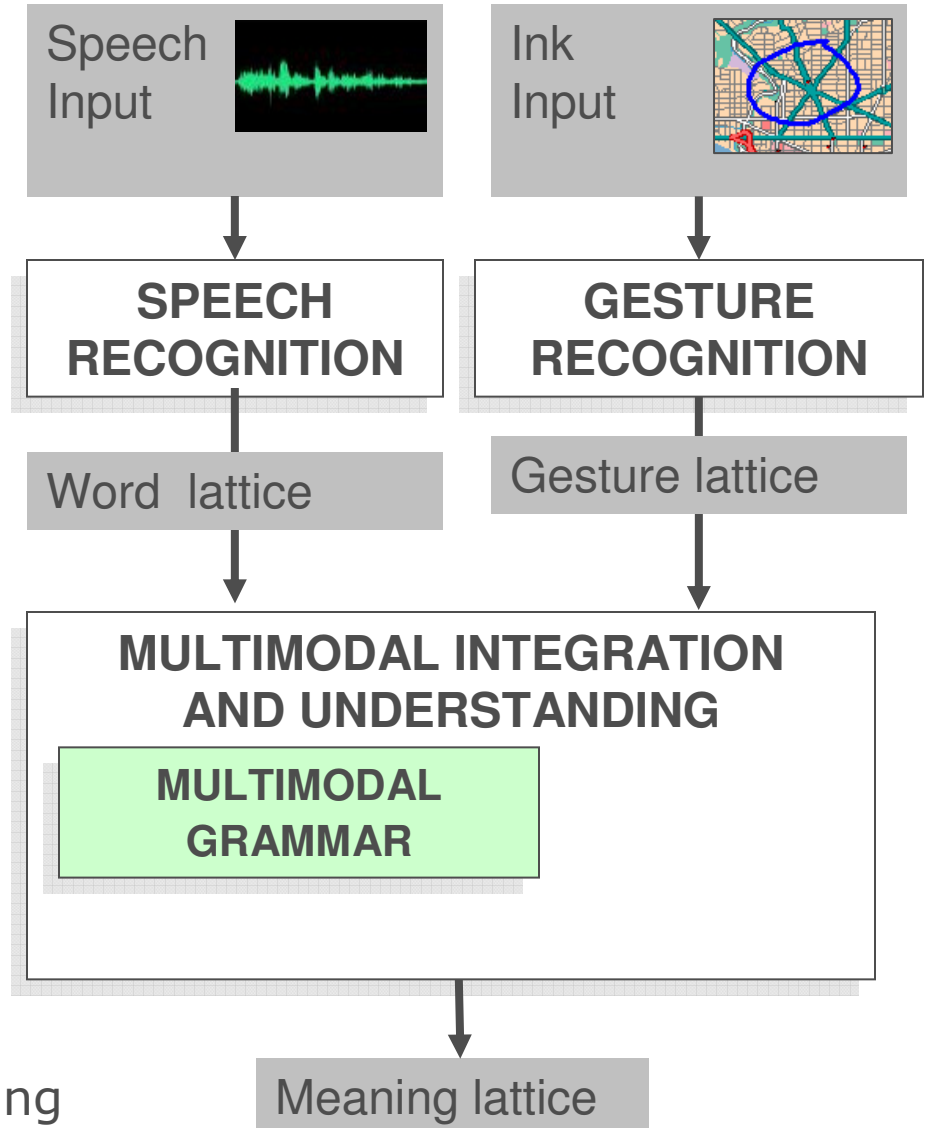 Speech
Input
Ink
Input
SPEECH
RECOGNITION
GESTURE
RECOGNITION
Word lattice
Gesture lattice
MULTIMODAL INTEGRATION
AND UNDERSTANDING
MULTIMODAL
GRAMMAR
ng
Meaning lattice